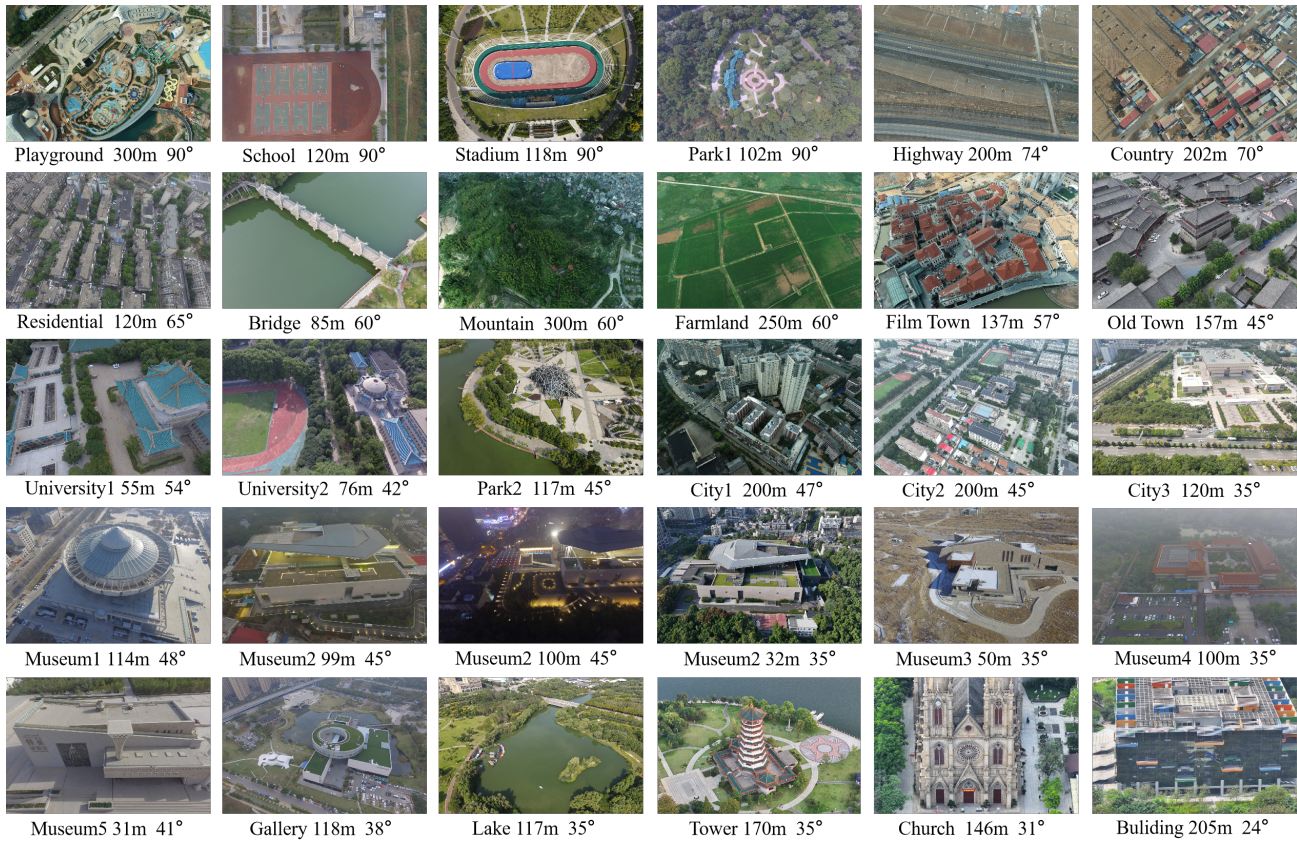 Playground 300m 90°
School 120m 90°
Stadium 118m 90°
Park1 102m 90°
Highway 200m 74°
Country 202m 70°
Residential 120m 65°
Bridge 85m 60°
Mountain 300m 60°
Farmland 250m 60°
Film Town 137m 57°
Old Town 157m 45°
University1 55m 54°
University2 76m 42°
Park2 117m 45°
City1 200m 47°
City2 200m 45°
City3 120m 35°
Museum1 114m 48°
Museum2 99m 45°
Museum2 100m 45°
Museum2 32m 35°
Museum3 50m 35°
Museum4 100m 35°
Museum5 31m 41°
Gallery 118m 38°
Lake 117m 35°
Tower 170m 35°
Church 146m 31°
Buliding 205m 24°